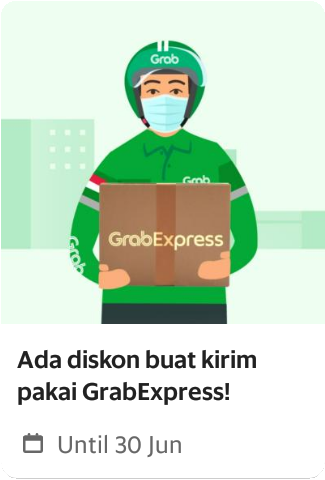 Grab
Grab
Grab
GrabExpress
Ada diskon buat kirim
pakai GrabExpress!
Until 30 Jun